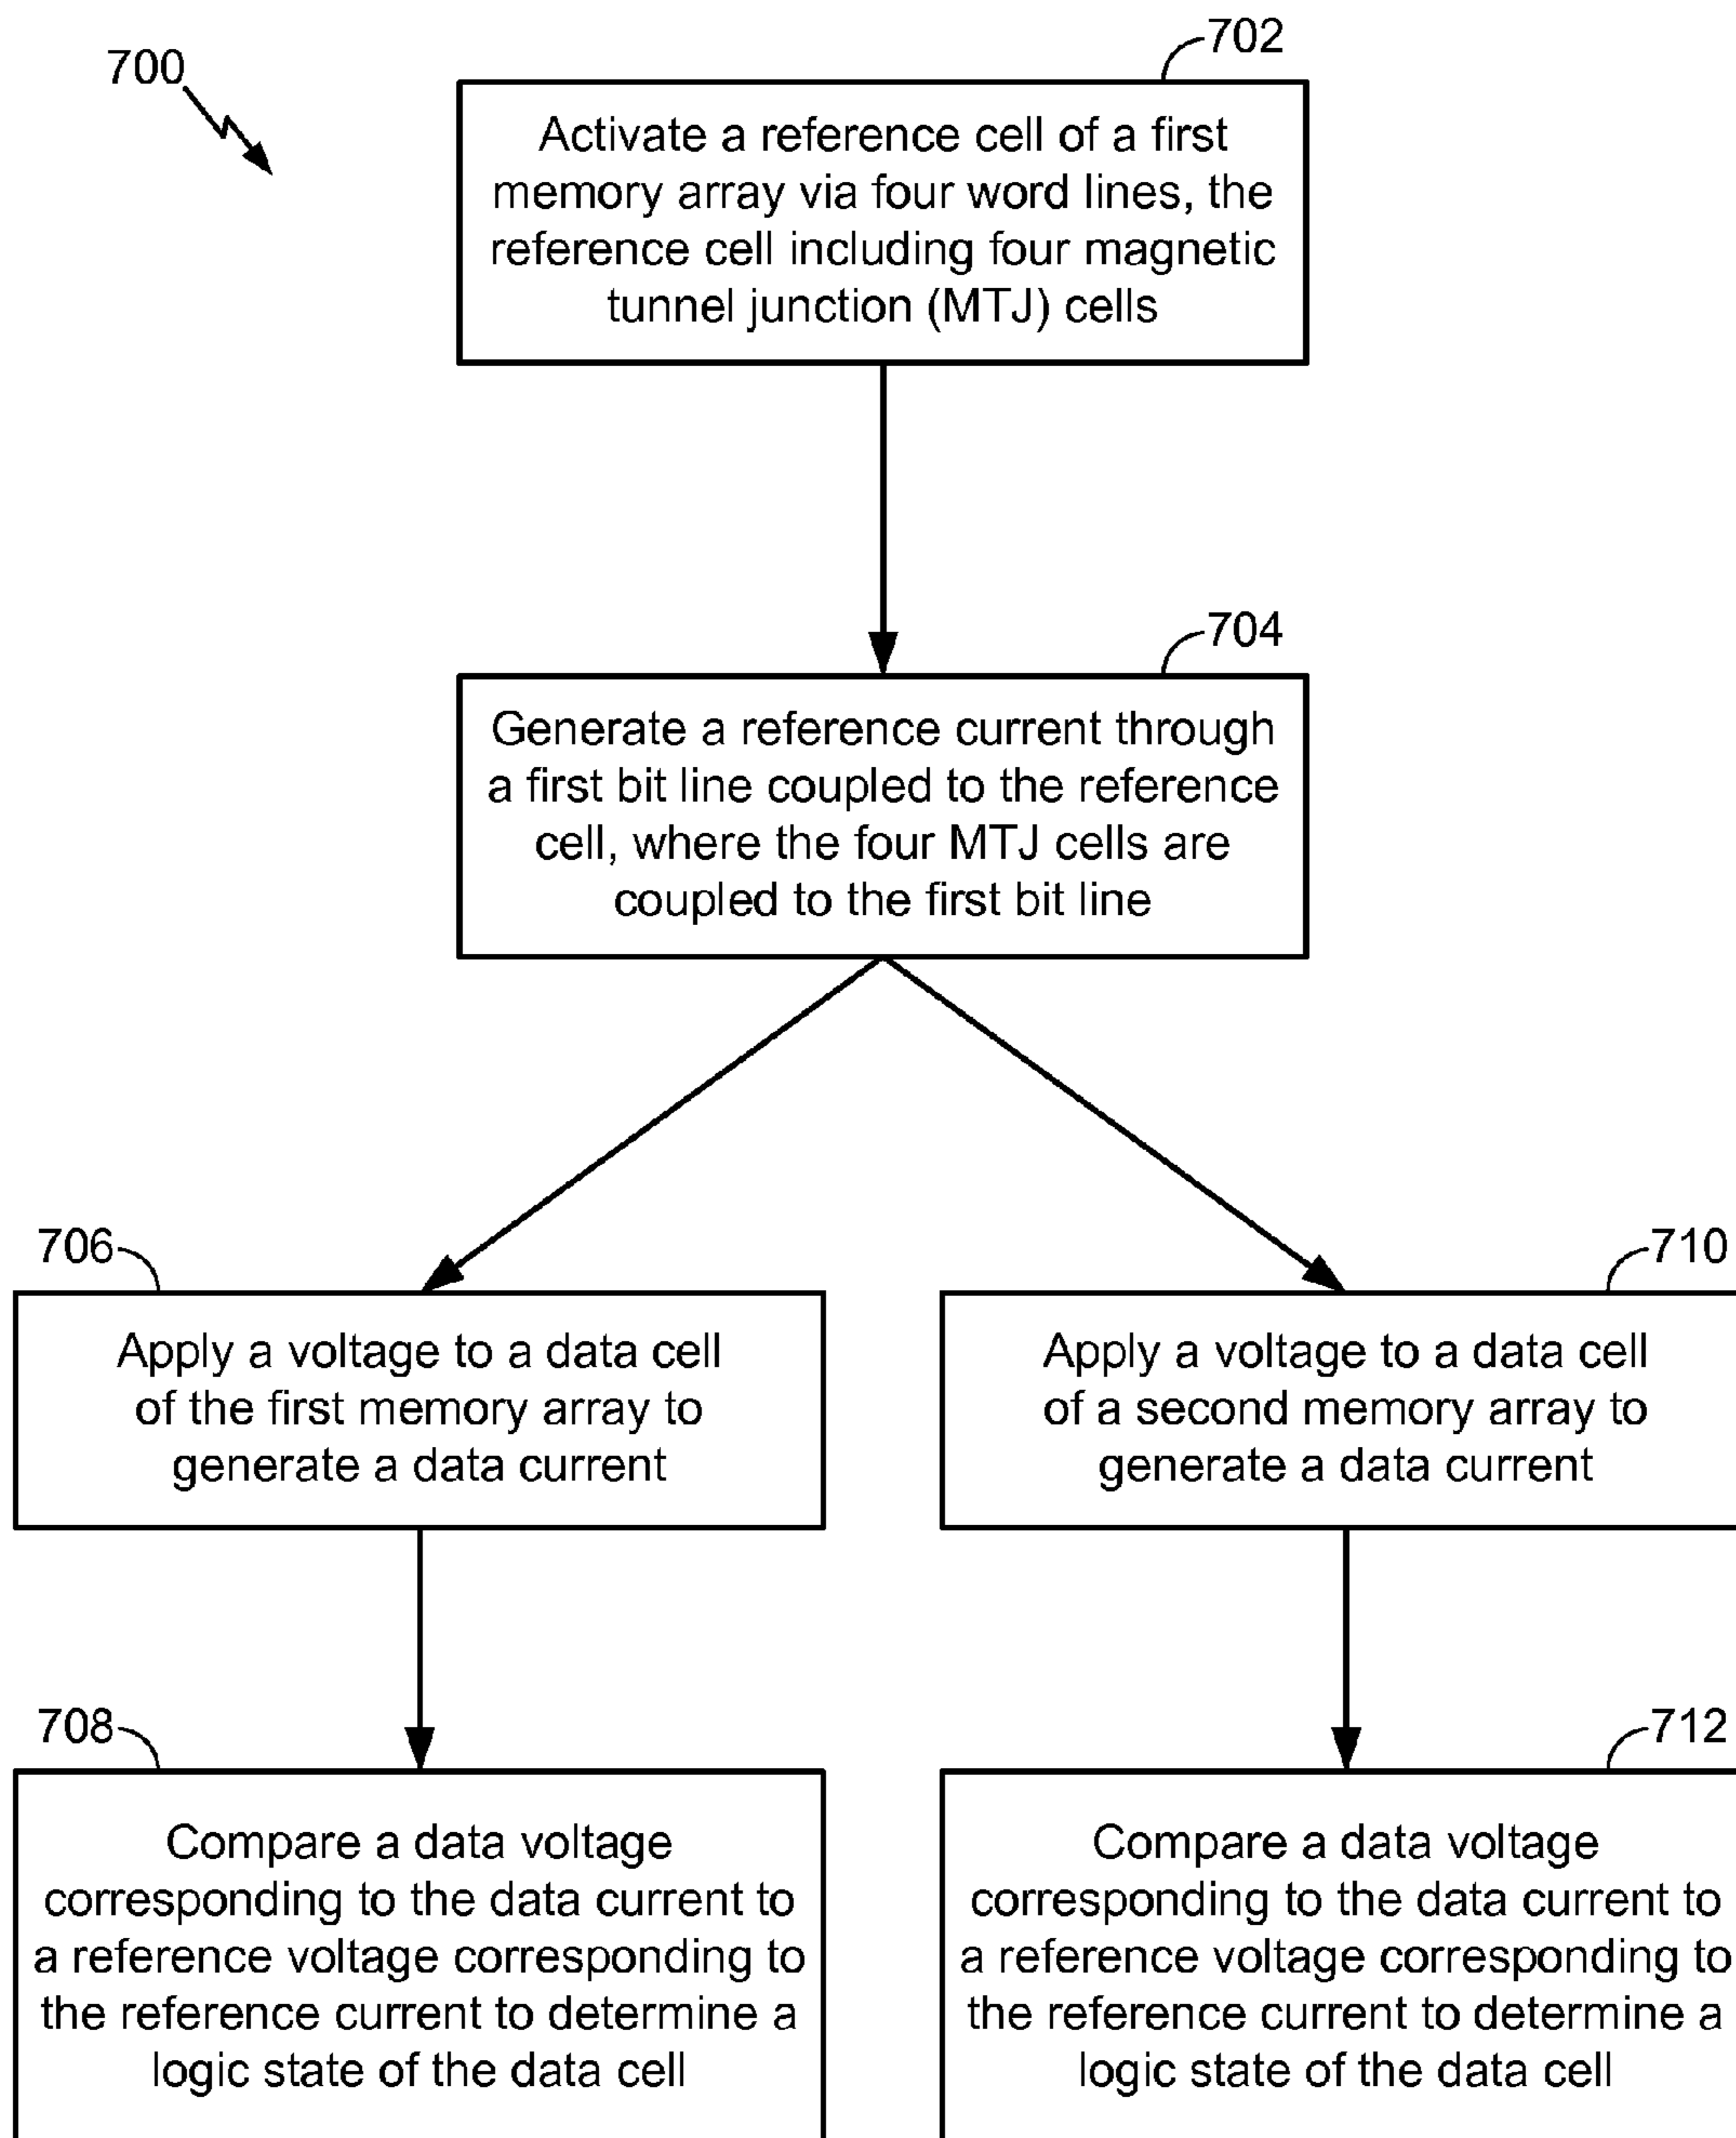 700
702
Activate a reference cell of a first
memory array via four word lines, the
reference cell including four magnetic
tunnel junction (MTJ) cells
704
Generate a reference current through
a first bit line coupled to the reference
cell, where the four MTJ cells are
coupled to the first bit line
706
Apply a voltage to a data cell
of the first memory array to
generate a data current
710
Apply a voltage to a data cell
of a second memory array to
generate a data current
708
Compare a data voltage
corresponding to the data current to
a reference voltage corresponding to
the reference current to determine a
logic state of the data cell
712
Compare a data voltage
corresponding to the data current to
a reference voltage corresponding to
the reference current to determine a
logic state of the data cell